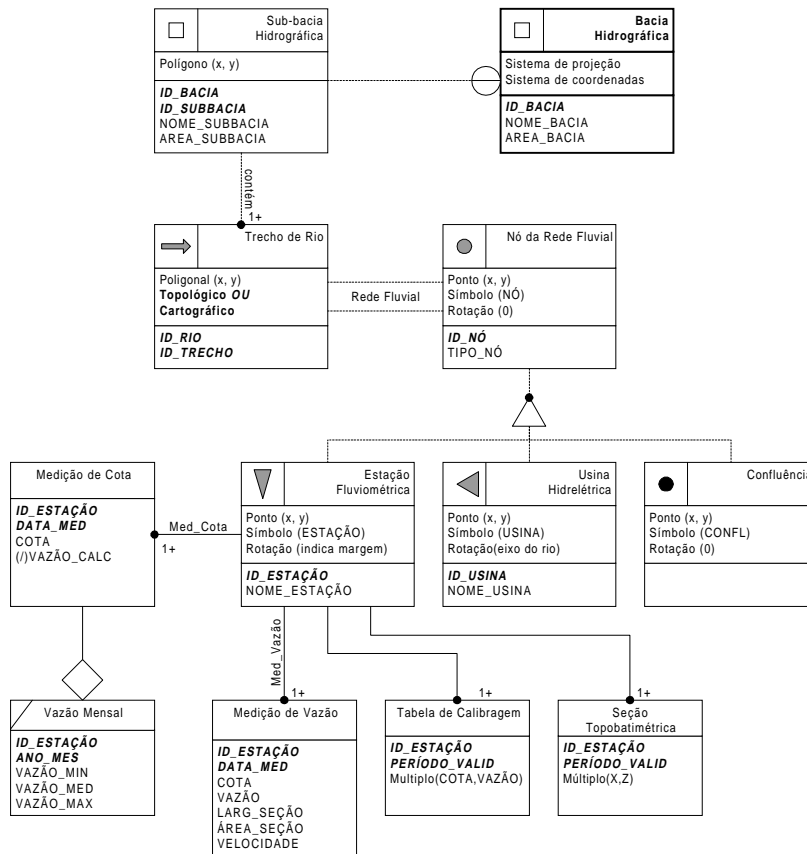 Sub-bacia
Hidrográfica
Polígono (x, y)
ID_BACIA
ID_SUBBACIA
NOME_SUBBACIA
AREA_SUBBACIA
Bacia
Hidrográfica
Sistema de projeção
Sistema de coordenadas
ID_BACIA
NOME_BACIA
AREA_BACIA
contém
1+
Trecho de Rio
Poligonal (x, y)
Topológico OU
Cartográfico
ID_RIO
ID_TRECHO
Rede Fluvial
Nó da Rede Fluvial
Ponto (x, y)
Símbolo (NÓ)
Rotação (0)
ID_NÓ
TIPO_NÓ
Medição de Cota
ID_ESTAÇÃO
DATA_MED
COTA
(/)VAZÃO_CALC
Med_Cota
1+
Estação
Fluviométrica
Ponto (x, y)
Símbolo (ESTAÇÃO)
Rotação (indica margem)
ID_ESTAÇÃO
NOME_ESTAÇÃO
Usina
Hidrelétrica
Ponto (x, y)
Símbolo (USINA)
Rotação(eixo do rio)
ID_USINA
NOME_USINA
Confluência
Ponto (x, y)
Símbolo (CONFL)
Rotação (0)
Med_Vazão
1+
1+
1+
Vazão Mensal
ID_ESTAÇÃO
ANO_MES
VAZÃO_MIN
VAZÃO_MED
VAZÃO_MAX
Medição de Vazão
ID_ESTAÇÃO
DATA_MED
COTA
VAZÃO
LARG_SEÇÃO
ÁREA_SEÇÃO
VELOCIDADE
Tabela de Calibragem
ID_ESTAÇÃO
PERÍODO_VALID
Multiplo(COTA,VAZÃO)
Seção
Topobatimétrica
ID_ESTAÇÃO
PERÍODO_VALID
Múltiplo(X,Z)